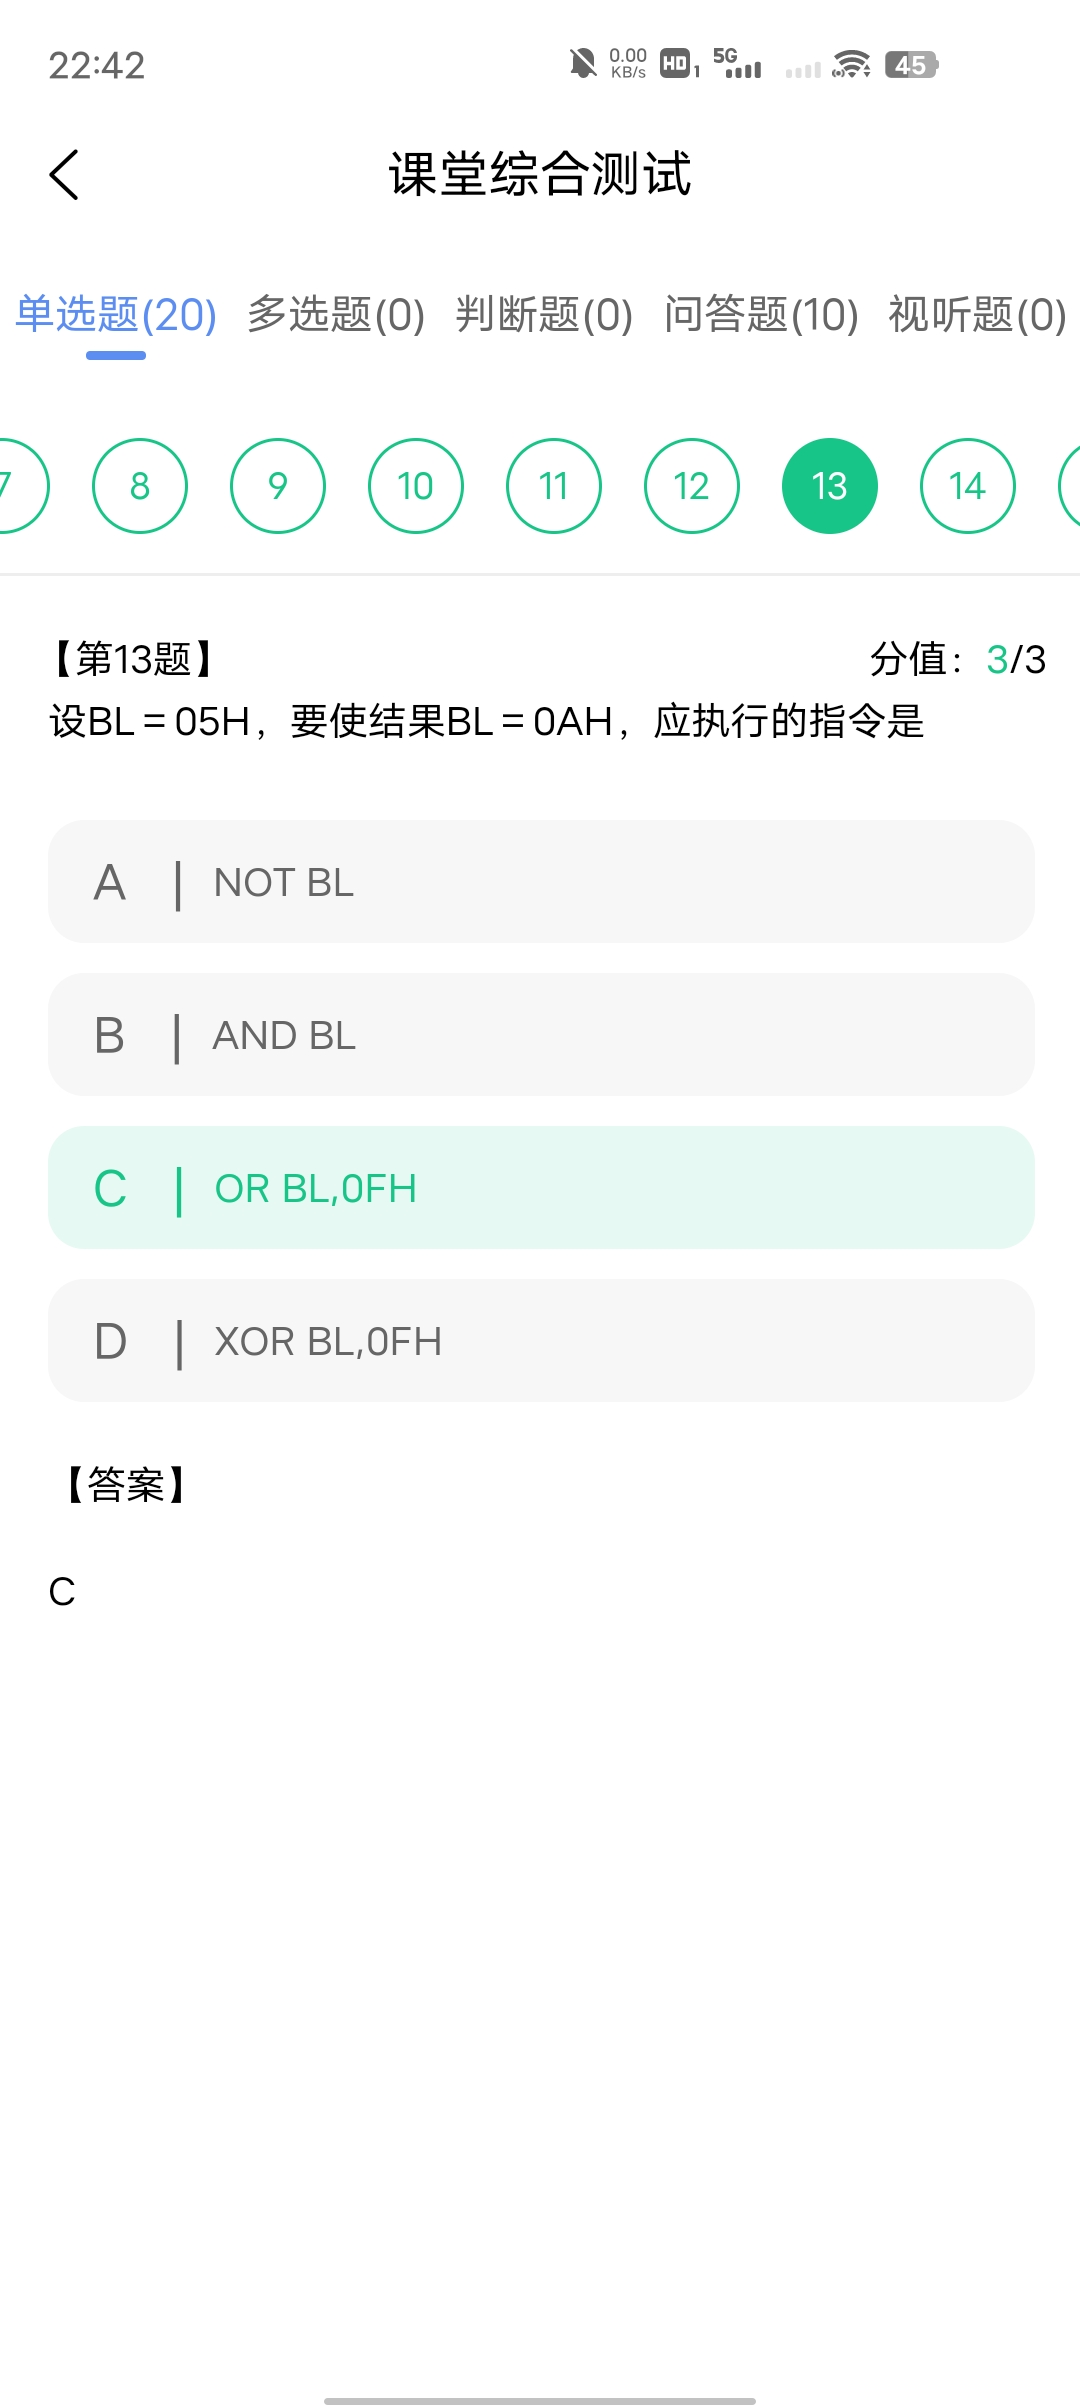 22:42
0.00 KB/s HD 1 5G 45
课堂综合测试
单选题(20) 多选题(0) 判断题(0) 问答题(10) 视听题(0)
7 8 9 10 11 12 13 14
【第13题】 分值：3/3
设BL＝05H，要使结果BL＝0AH，应执行的指令是
A | NOT BL
B | AND BL
C | OR BL,0FH
D | XOR BL,0FH
【答案】
C